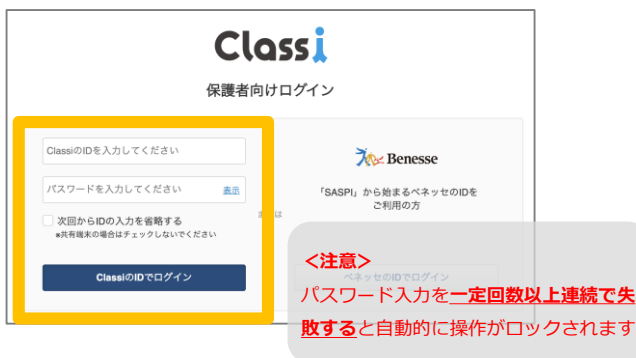 Classi
保護者向けログイン
ClassiのIDを入力してください
パスワードを入力してください 表示
次回からIDの入力を省略する
※共有端末の場合はチェックしないでください
ClassiのIDでログイン
または
Benesse
「SASPI」から始まるベネッセのIDを
ご利用の方
ベネッセのIDでログイン
＜注意＞
パスワード入力を一定回数以上連続で失
敗すると自動的に操作がロックされます